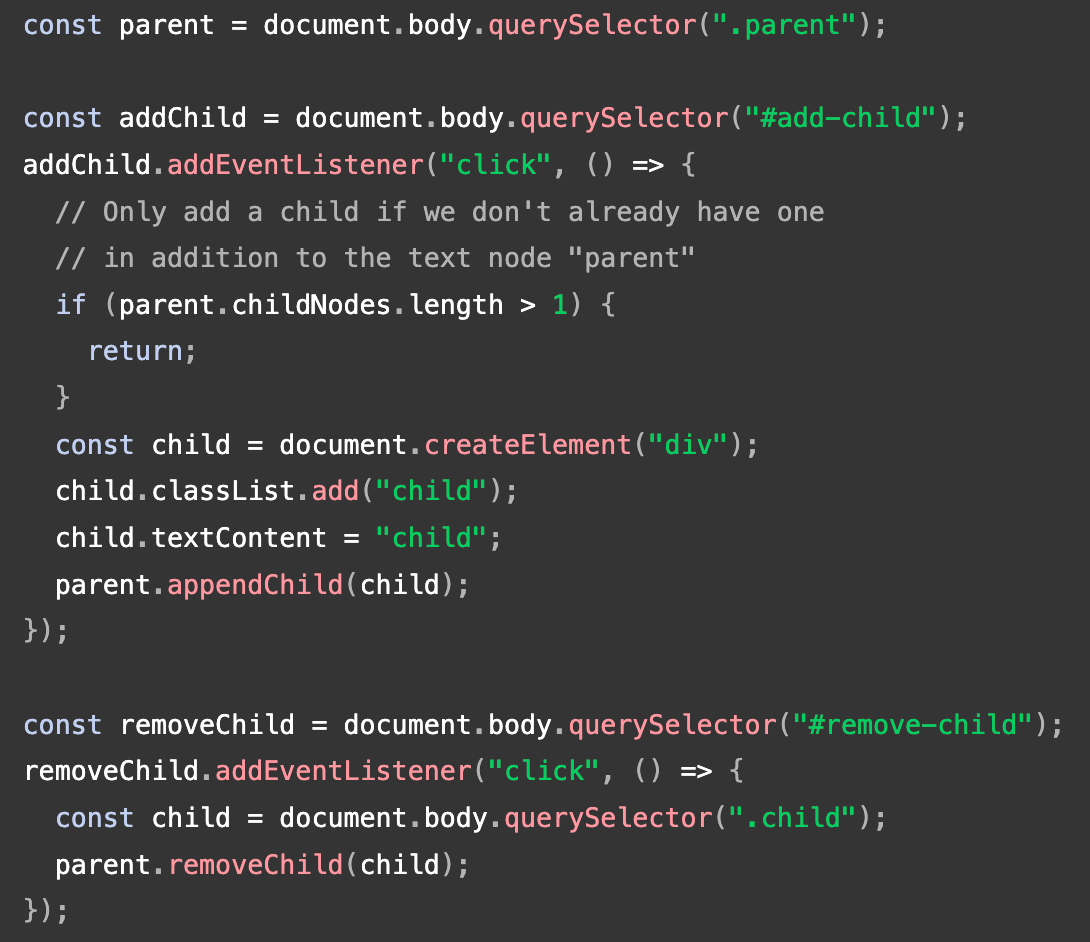 const parent = document.body.querySelector(".parent");

const addChild = document.body.querySelector("#add-child");
addChild.addEventListener("click", () => {
  // Only add a child if we don't already have one
  // in addition to the text node "parent"
  if (parent.childNodes.length > 1) {
    return;
  }
  const child = document.createElement("div");
  child.classList.add("child");
  child.textContent = "child";
  parent.appendChild(child);
});

const removeChild = document.body.querySelector("#remove-child");
removeChild.addEventListener("click", () => {
  const child = document.body.querySelector(".child");
  parent.removeChild(child);
});